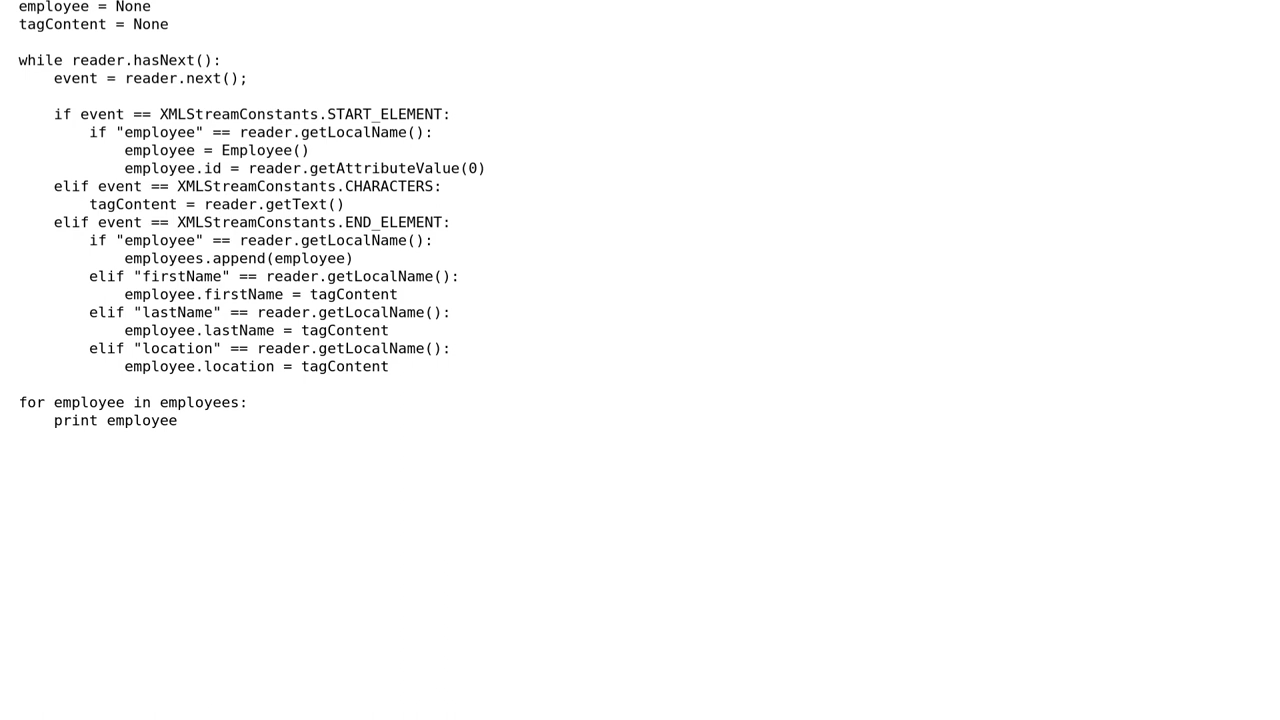 employee = None
tagContent = None

while reader.hasNext():
    event = reader.next();

    if event == XMLStreamConstants.START_ELEMENT:
        if "employee" == reader.getLocalName():
            employee = Employee()
            employee.id = reader.getAttributeValue(0)
    elif event == XMLStreamConstants.CHARACTERS:
        tagContent = reader.getText()
    elif event == XMLStreamConstants.END_ELEMENT:
        if "employee" == reader.getLocalName():
            employees.append(employee)
        elif "firstName" == reader.getLocalName():
            employee.firstName = tagContent
        elif "lastName" == reader.getLocalName():
            employee.lastName = tagContent
        elif "location" == reader.getLocalName():
            employee.location = tagContent

for employee in employees:
    print employee